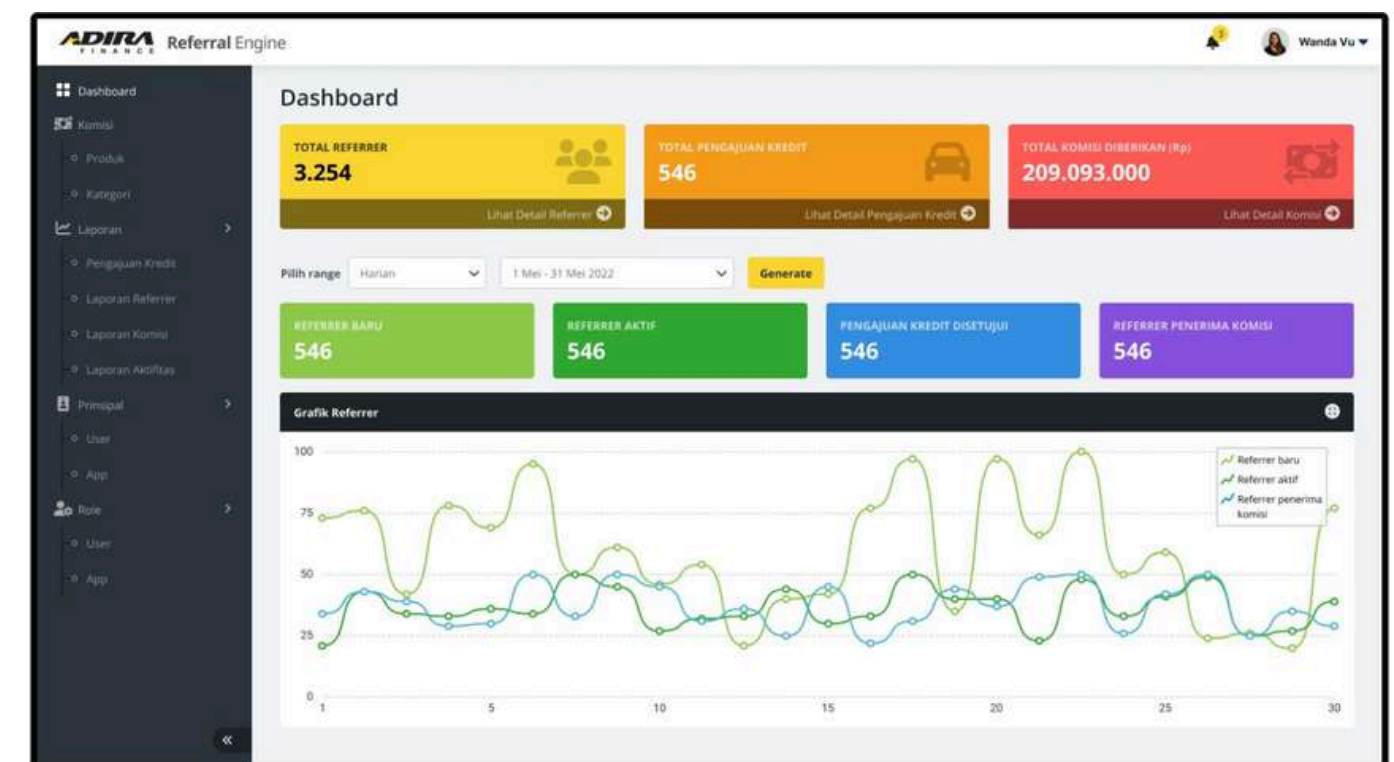 ADIRA FINANCE Referral Engine
3
Wanda Vu
Dashboard
Komisi
Produk
Kategori
Laporan
Pengajuan Kredit
Laporan Referrer
Laporan Komisi
Laporan Aktifitas
Prinsipal
User
App
Role
User
App
«
Dashboard
TOTAL REFERRER
3.254
Lihat Detail Referrer
TOTAL PENGAJUAN KREDIT
546
Lihat Detail Pengajuan Kredit
TOTAL KOMISI DIBERIKAN (Rp)
209.093.000
Lihat Detail Komisi
Pilih range
Harian
1 Mei - 31 Mei 2022
Generate
REFERRER BARU
546
REFERRER AKTIF
546
PENGAJUAN KREDIT DISETUJUI
546
REFERRER PENERIMA KOMISI
546
Grafik Referrer
100
75
50
25
0
Referrer baru
Referrer aktif
Referrer penerima
komisi
1 5 10 15 20 25 30